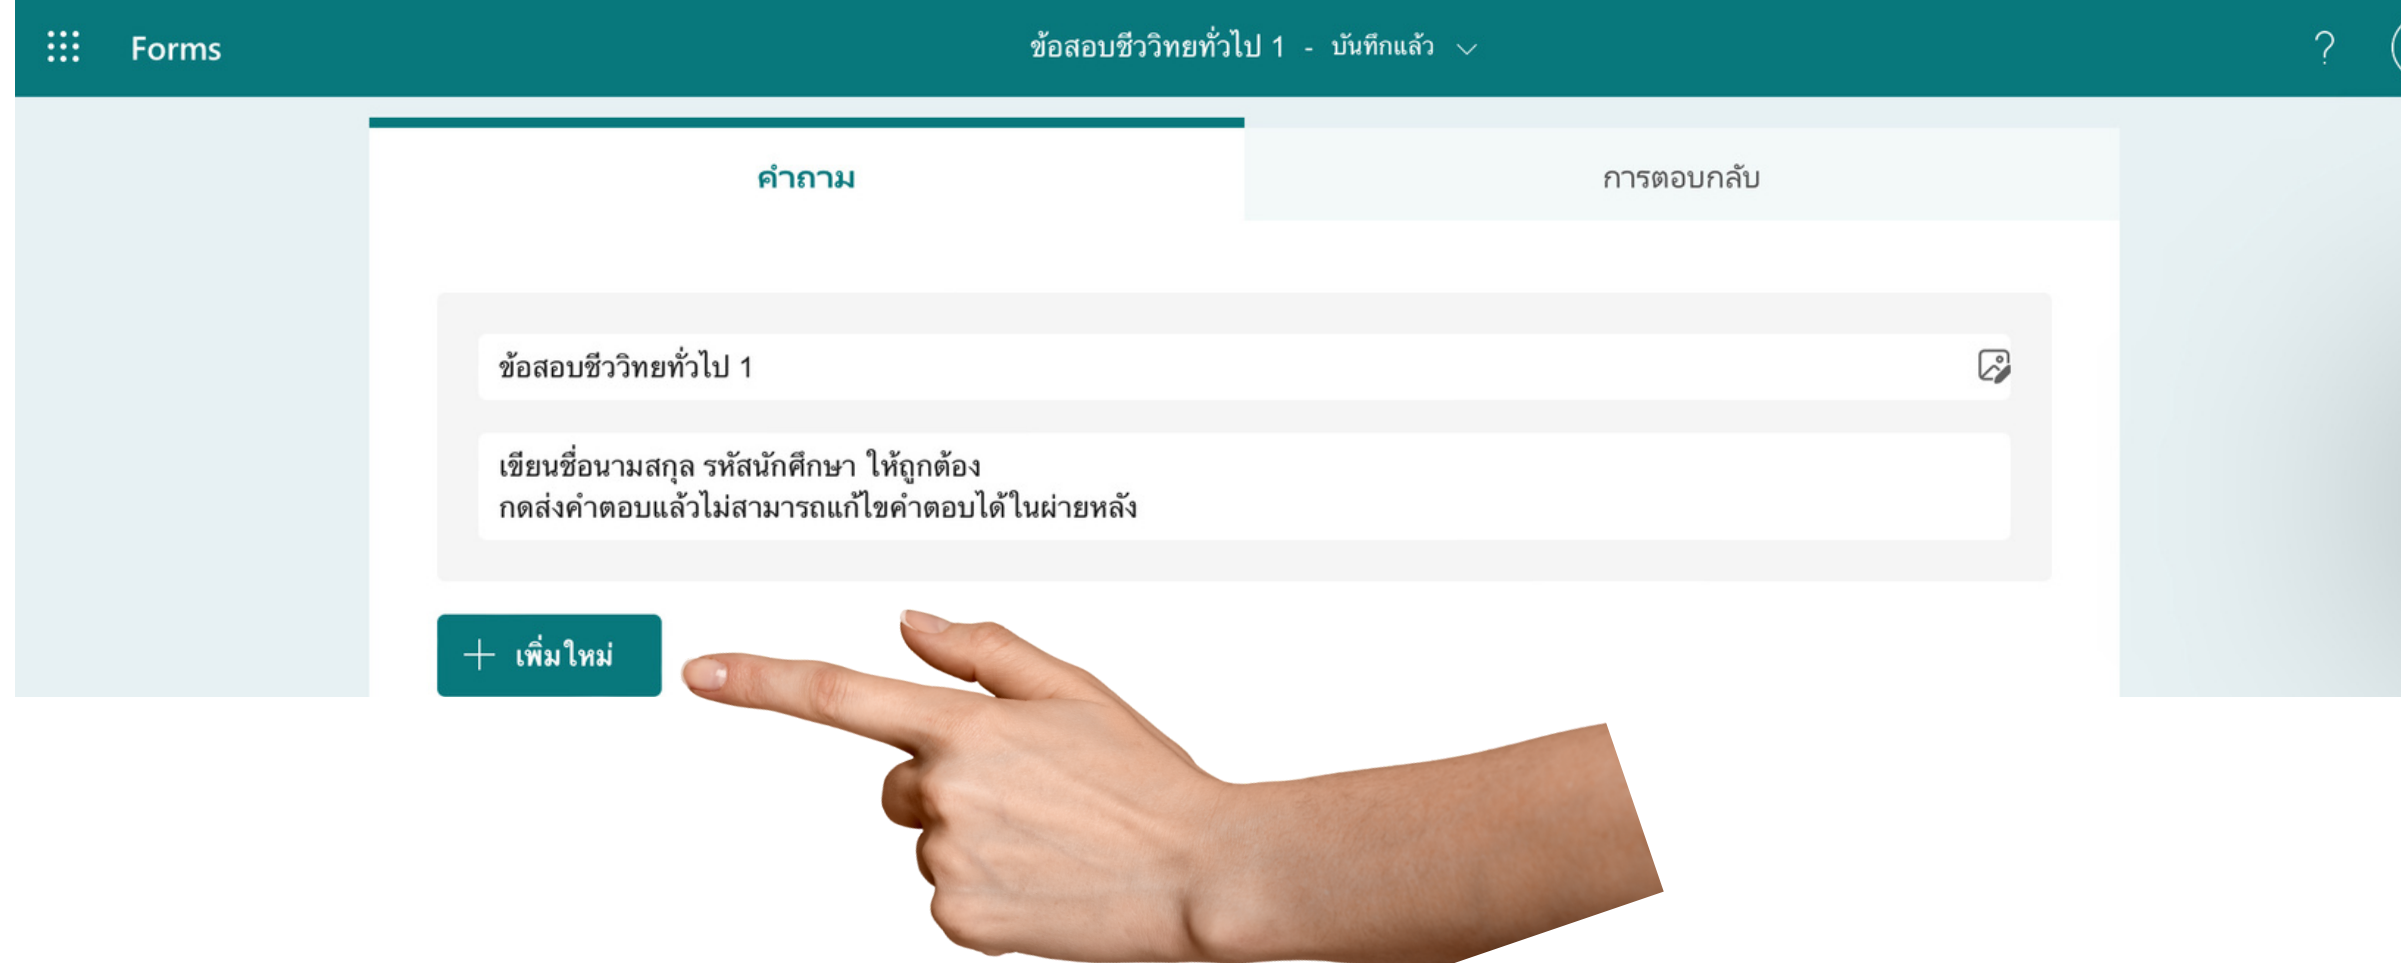 Forms
ข้อสอบชีววิทยทั่วไป 1 - บันทึกแล้ว
?
คำถาม
การตอบกลับ
ข้อสอบชีววิทยทั่วไป 1
เขียนชื่อนามสกุล รหัสนักศึกษา ให้ถูกต้อง
กดส่งคำตอบแล้วไม่สามารถแก้ไขคำตอบได้ในผ่ายหลัง
+ เพิ่มใหม่